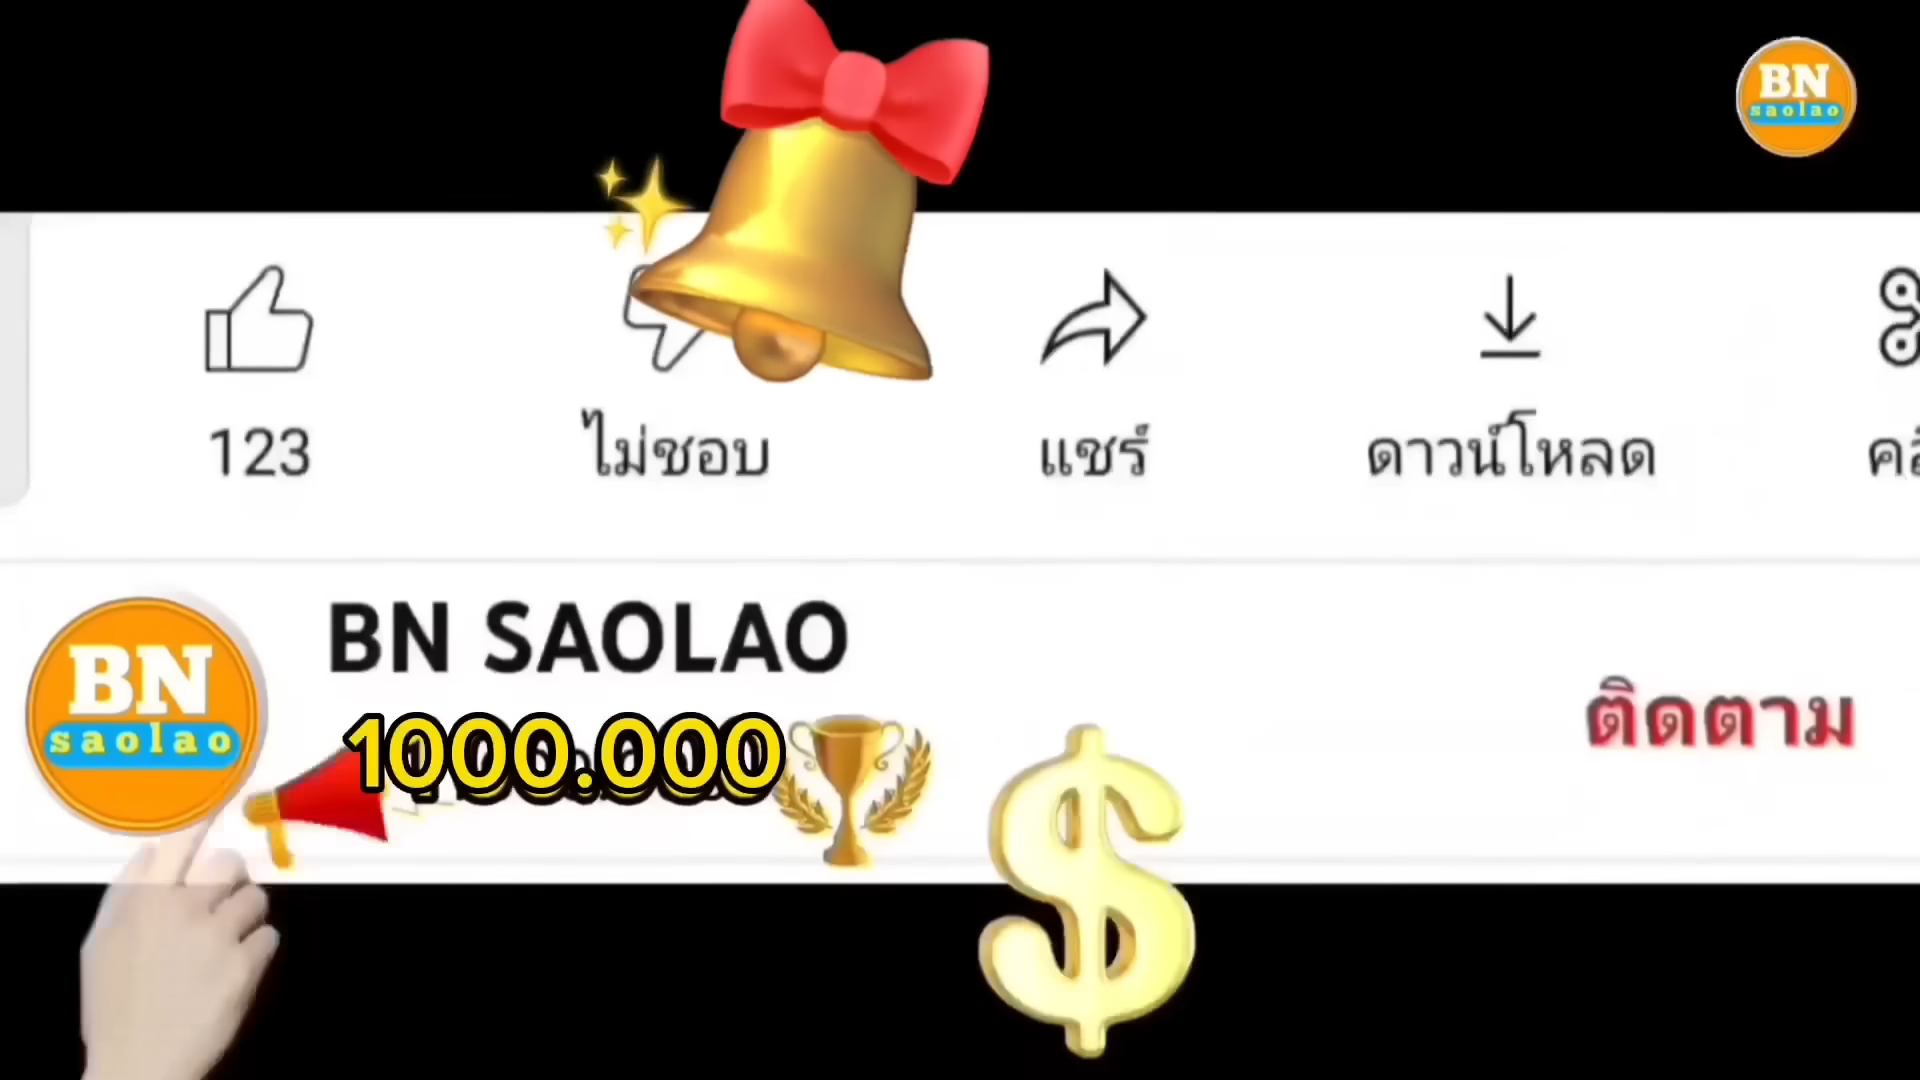 BN
saolao
123
ไม่ชอบ
แชร์
ดาวน์โหลด
BN SAOLAO
BN
saolao
1000.000
ติดตาม